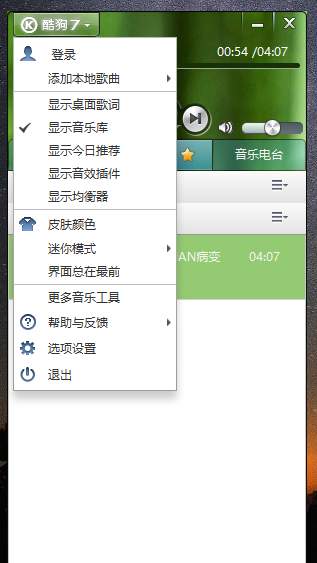 酷狗7
登录
00:54 /04:07
添加本地歌曲
显示桌面歌词
显示音乐库
显示今日推荐
音乐电台
显示音效插件
显示均衡器
皮肤颜色
迷你模式
AN病变 04:07
界面总在最前
更多音乐工具
帮助与反馈
选项设置
退出